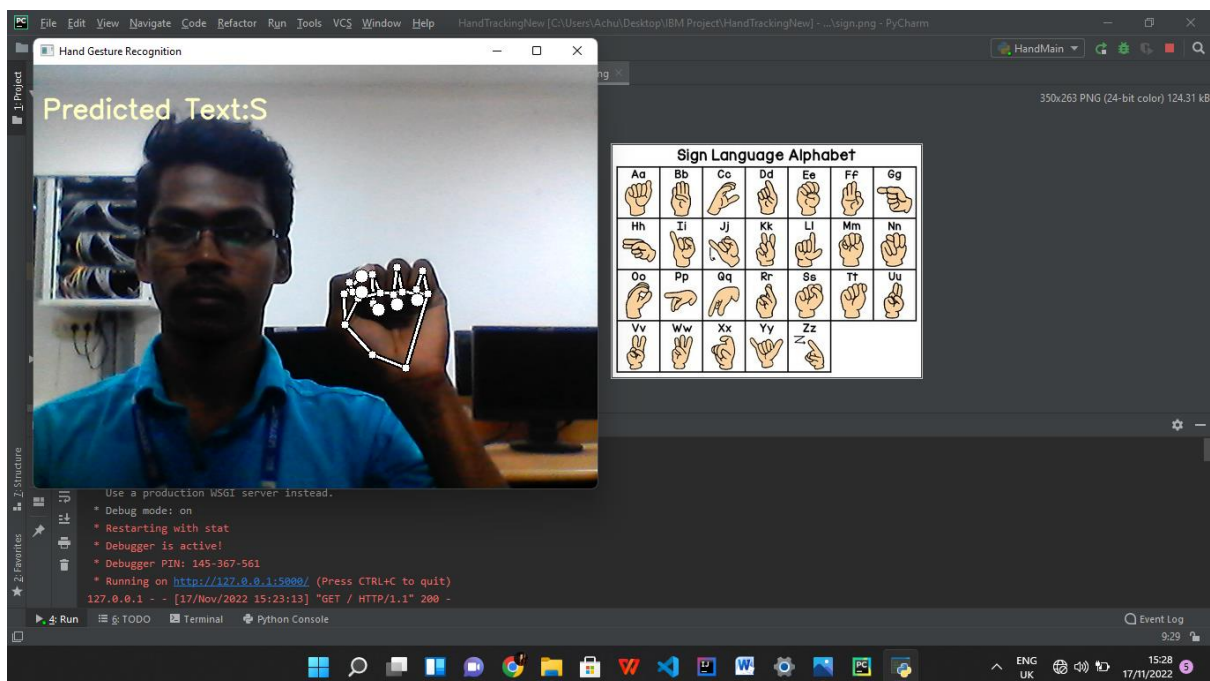 File Edit View Navigate Code Refactor Run Tools VCS Window Help HandTrackingNew [C:\Users\Achu\Desktop\IBM Project\HandTrackingNew] - ...\sign.png - PyCharm
Hand Gesture Recognition
HandMain
ng
1: Project
350x263 PNG (24-bit color) 124.31 kB
Predicted Text:S
Sign Language Alphabet
Aa Bb Cc Dd Ee Ff Gg
Hh Ii Jj Kk Ll Mm Nn
Oo Pp Qq Rr Ss Tt Uu
Vv Ww Xx Yy Zz
Z
7: Structure
2: Favorites
Use a production WSGI server instead.
* Debug mode: on
* Restarting with stat
* Debugger is active!
* Debugger PIN: 145-367-561
* Running on http://127.0.0.1:5000/ (Press CTRL+C to quit)
127.0.0.1 - - [17/Nov/2022 15:23:13] "GET / HTTP/1.1" 200 -
4: Run 6: TODO Terminal Python Console Event Log
9:29
ENG
UK
15:28
17/11/2022
5